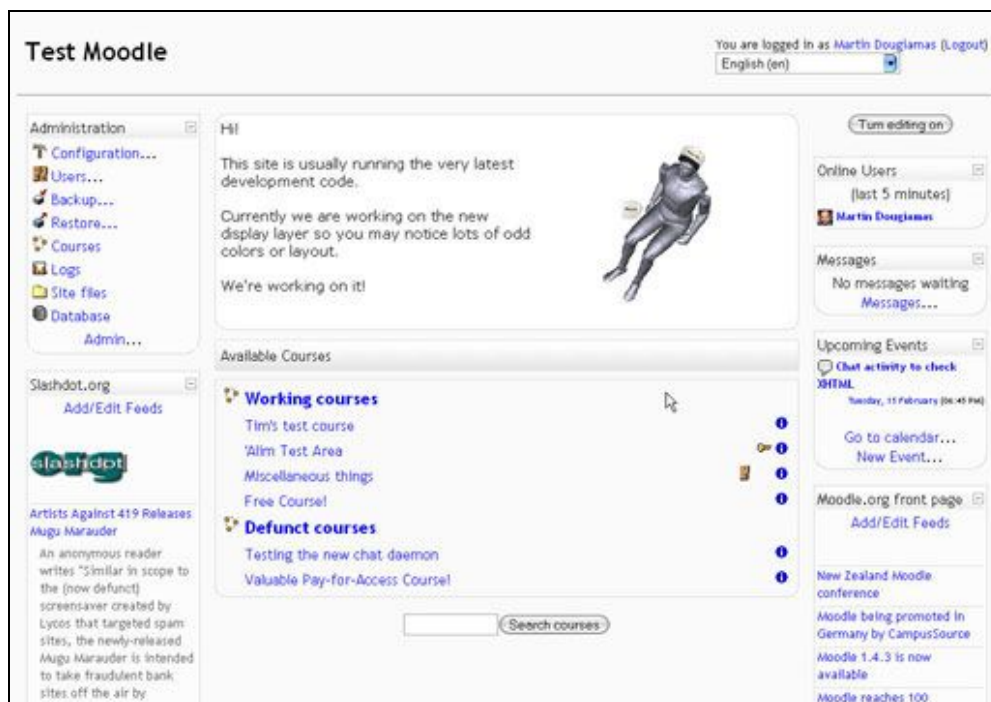 Test Moodle
You are logged in as Martin Dougiamas (Logout)
English (en)
Administration
Configuration...
Users...
Backup...
Restore...
Courses
Logs
Site files
Database
Admin...
Slashdot.org
Add/Edit Feeds
slashdot
org
Artists Against 419 Releases
Mugu Marauder
An anonymous reader
writes "Similar in scope to
the (now defunct)
screensaver created by
Lycos that targeted spam
sites, the newly-released
Mugu Marauder is intended
to take fraudulent bank
sites off the air by
Hi!
This site is usually running the very latest
development code.
Currently we are working on the new
display layer so you may notice lots of odd
colors or layout.
We're working on it!
Available Courses
Working courses
Tim's test course
'Alim Test Area
Miscellaneous things
Free Course!
Defunct courses
Testing the new chat daemon
Valuable Pay-for-Access Course!
Search courses
Turn editing on
Online Users
(last 5 minutes)
Martin Dougiamas
Messages
No messages waiting
Messages...
Upcoming Events
Chat activity to check
XHTML
Tuesday, 15 February (06:45 PM)
Go to calendar...
New Event...
Moodle.org front page
Add/Edit Feeds
New Zealand Moodle
conference
Moodle being promoted in
Germany by CampusSource
Moodle 1.4.3 is now
available
Moodle reaches 100